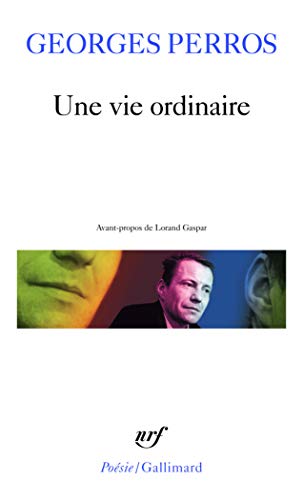 GEORGES PERROS
Une vie ordinaire
Avant-propos de Lorand Gaspar
nrf
Poésie/Gallimard